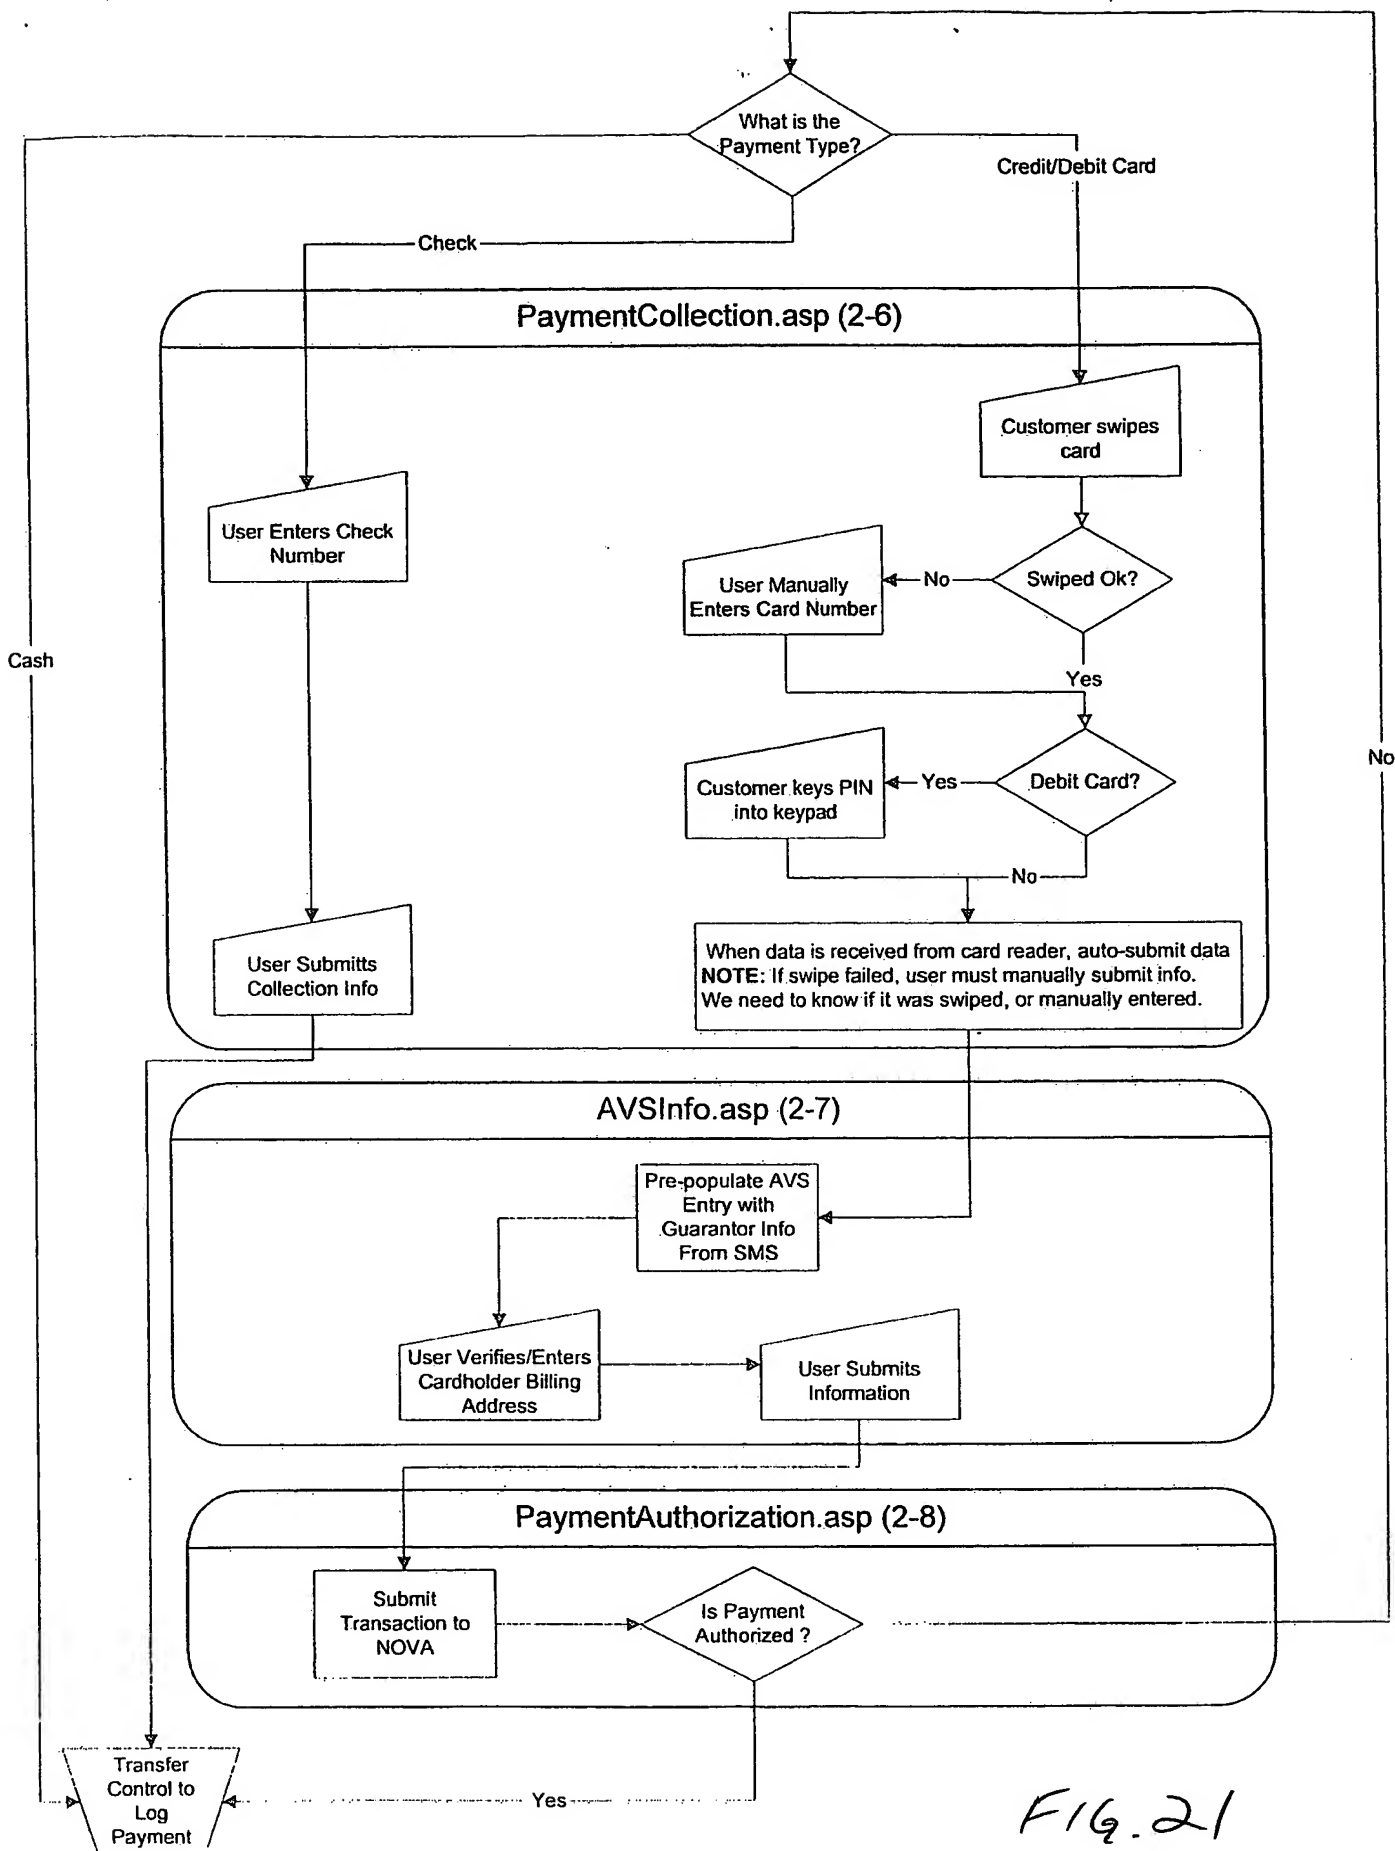 What is the
Payment Type?
Credit/Debit Card
Check
PaymentCollection.asp (2-6)
Customer swipes
card
User Enters Check
Number
User Manually
Enters Card Number
No
Swiped Ok?
Cash
Yes
No
Customer keys PIN
into keypad
Yes
Debit Card?
No
When data is received from card reader, auto-submit data
NOTE: If swipe failed, user must manually submit info.
We need to know if it was swiped, or manually entered.
User Submitts
Collection Info
AVSInfo.asp (2-7)
Pre-populate AVS
Entry with
Guarantor Info
From SMS
User Verifies/Enters
Cardholder Billing
Address
User Submits
Information
PaymentAuthorization.asp (2-8)
Submit
Transaction to
NOVA
Is Payment
Authorized ?
Transfer
Control to
Log
Payment
Yes
FIG. 21